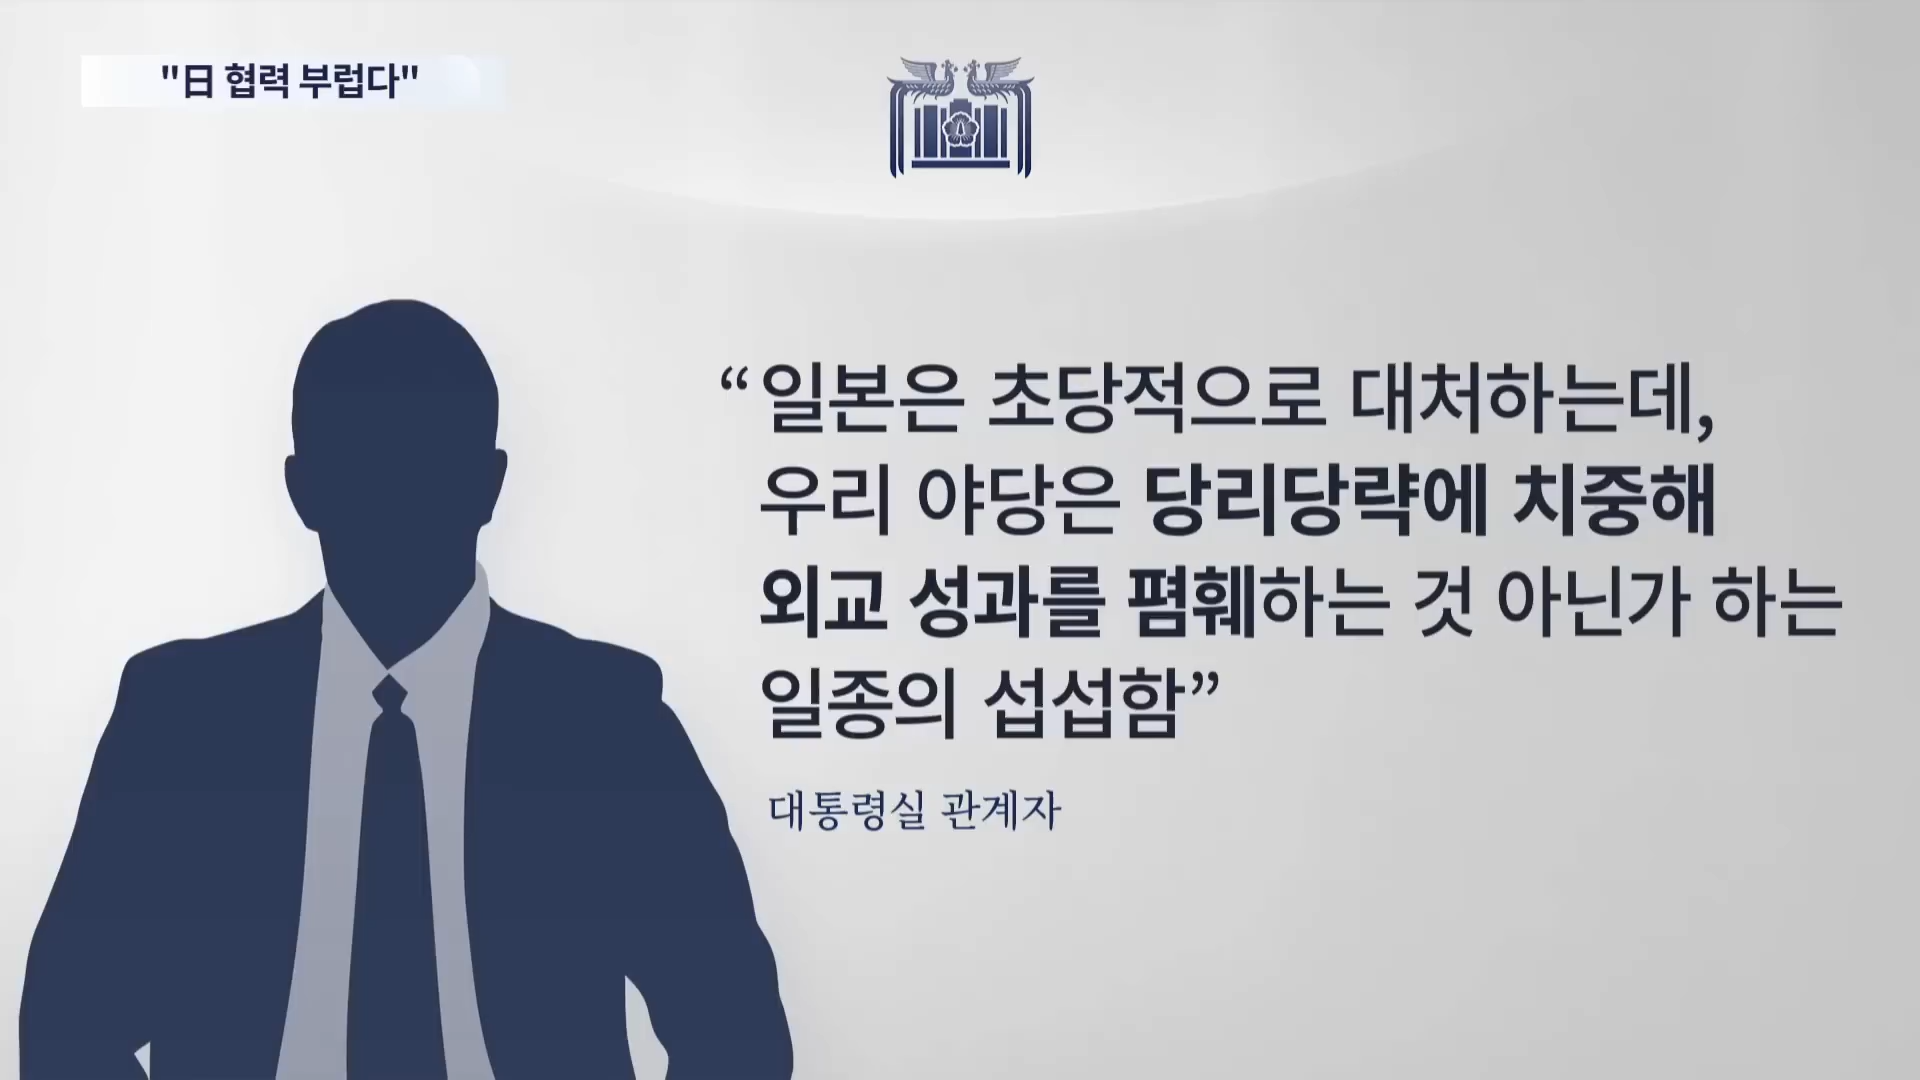 "日 협력 부럽다"
“일본은 초당적으로 대처하는데,
우리 야당은 당리당략에 치중해
외교 성과를 폄훼하는 것 아닌가 하는
일종의 섭섭함”
대통령실 관계자